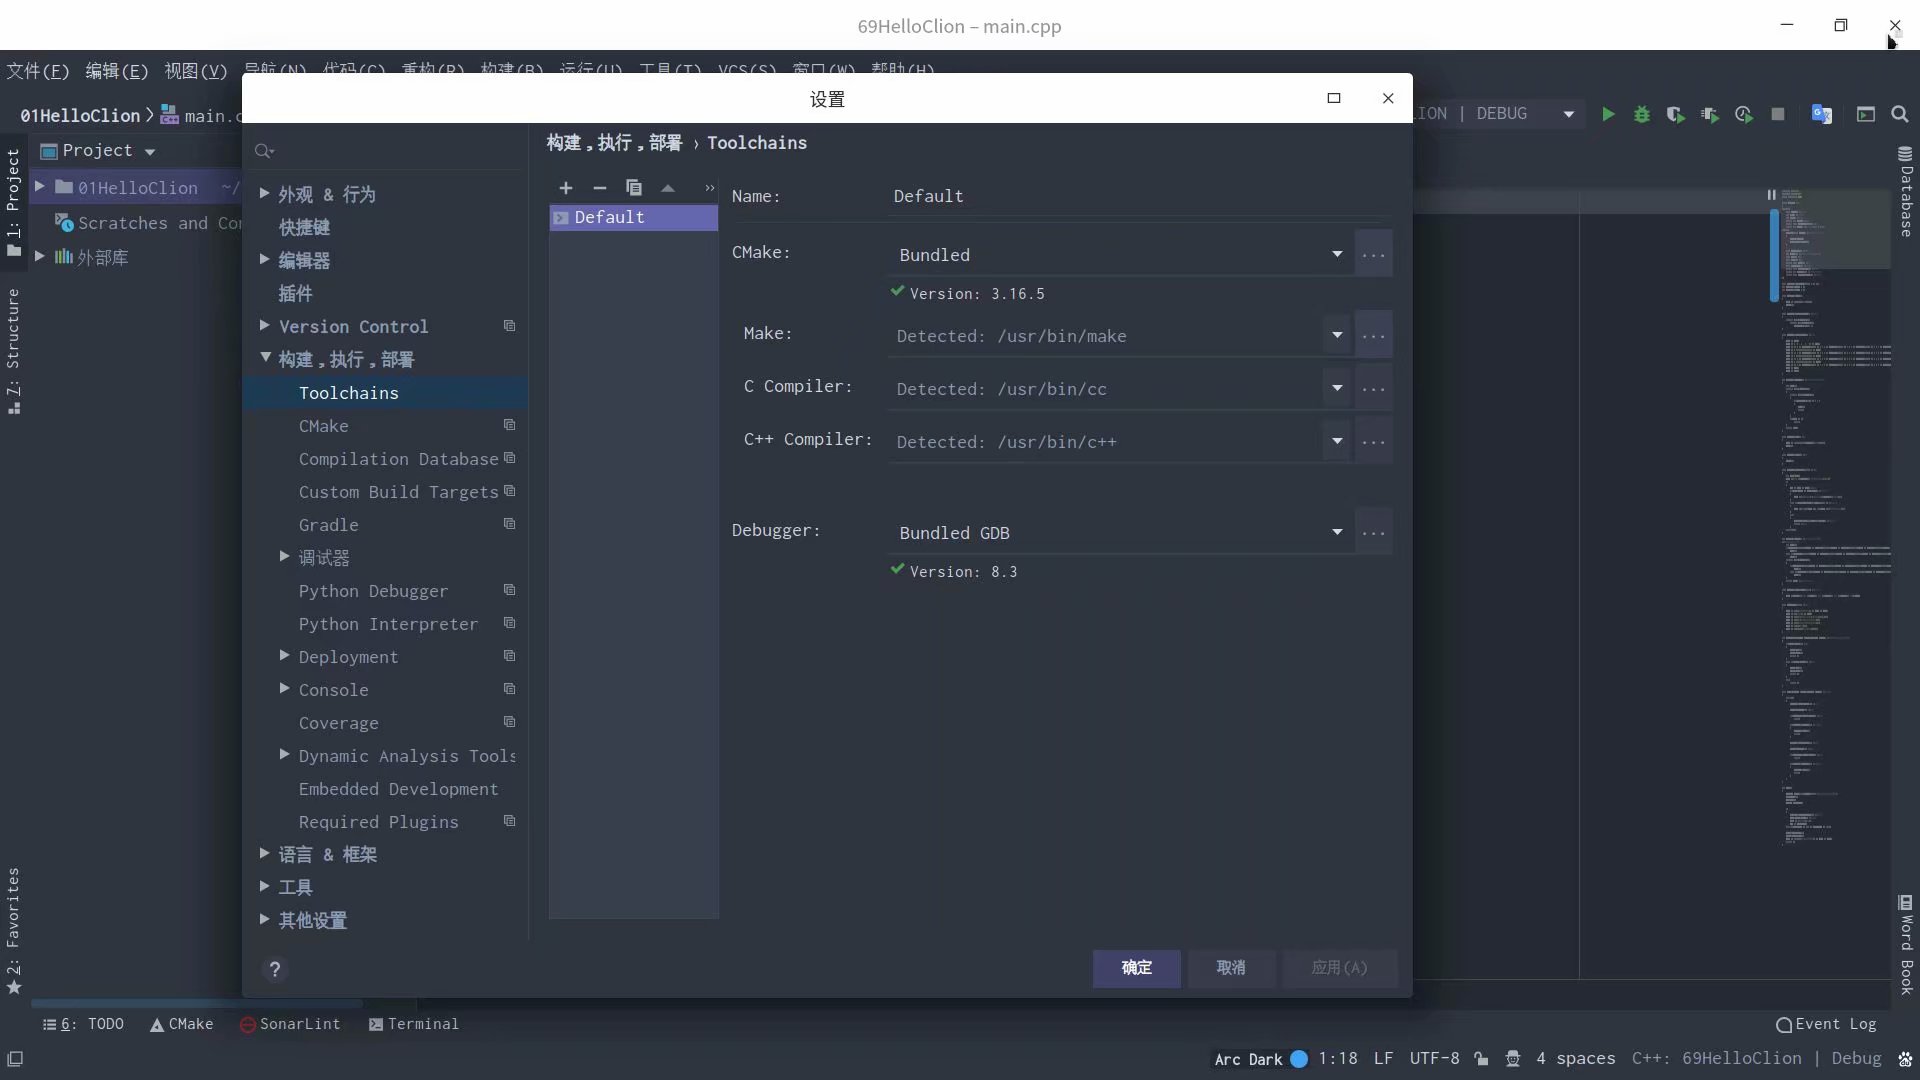 69HelloClion – main.cpp
文件(F) 编辑(E) 视图(V) 导航(N) 代码(C) 重构(R) 构建(B) 运行(U) 工具(T) VCS(S) 窗口(W) 帮助(H)
设置
01HelloClion main.c
ION | DEBUG
Project
01HelloClion ~/
Scratches and Con
外部库
1: Project
7: Structure
2: Favorites
外观 & 行为
快捷键
编辑器
插件
Version Control
构建,执行,部署
Toolchains
CMake
Compilation Database
Custom Build Targets
Gradle
调试器
Python Debugger
Python Interpreter
Deployment
Console
Coverage
Dynamic Analysis Tools
Embedded Development
Required Plugins
语言 & 框架
工具
其他设置
?
构建,执行,部署 › Toolchains
Default
Name: Default
CMake: Bundled ...
Version: 3.16.5
Make: Detected: /usr/bin/make ...
C Compiler: Detected: /usr/bin/cc ...
C++ Compiler: Detected: /usr/bin/c++ ...
Debugger: Bundled GDB ...
Version: 8.3
确定 取消 应用(A)
Database
Word Book
6: TODO CMake SonarLint Terminal
Event Log
Arc Dark 1:18 LF UTF-8 4 spaces C++: 69HelloClion | Debug